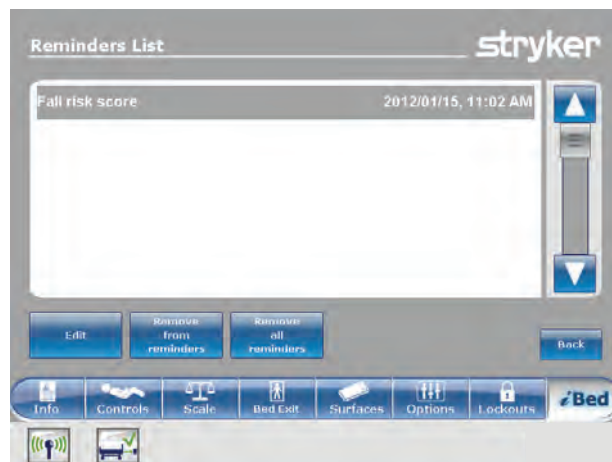 Reminders List
stryker
Fall risk score 2012/01/15, 11:02 AM
Edit
Remove
from
reminders
Remove
all
reminders
Back
Info Controls Scale Bed Exit Surfaces Options Lockouts iBed